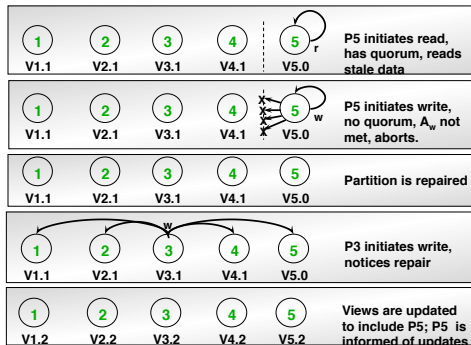 1 2 3 4 5
r
V1.1 V2.1 V3.1 V4.1 V5.0
P5 initiates read,
has quorum, reads
stale data
1 2 3 4 5
X
X
X
X
w
V1.1 V2.1 V3.1 V4.1 V5.0
P5 initiates write,
no quorum, Aw not
met, aborts.
1 2 3 4 5
V1.1 V2.1 V3.1 V4.1 V5.0
Partition is repaired
w
1 2 3 4 5
V1.1 V2.1 V3.1 V4.1 V5.0
P3 initiates write,
notices repair
1 2 3 4 5
V1.2 V2.2 V3.2 V4.2 V5.2
Views are updated
to include P5; P5 is
informed of updates